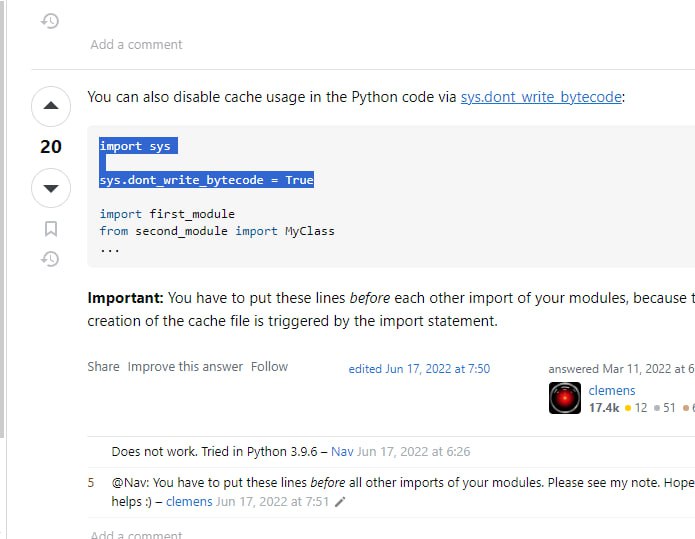 Add a comment
You can also disable cache usage in the Python code via sys.dont_write_bytecode:
20
import sys
sys.dont_write_bytecode = True
import first_module
from second_module import MyClass
...
Important: You have to put these lines before each other import of your modules, because
creation of the cache file is triggered by the import statement.
Share Improve this answer Follow
edited Jun 17, 2022 at 7:50
answered Mar 11, 2022 at
clemens
17.4k 12 51
Does not work. Tried in Python 3.9.6 – Nav Jun 17, 2022 at 6:26
5 @Nav: You have to put these lines before all other imports of your modules. Please see my note. Hope
helps :) – clemens Jun 17, 2022 at 7:51
Add a comment